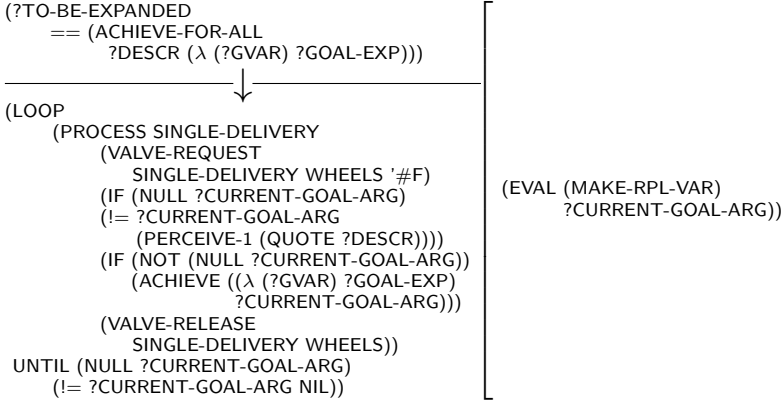 (?TO-BE-EXPANDED
== (ACHIEVE-FOR-ALL
?DESCR (λ (?GVAR) ?GOAL-EXP)))
(LOOP
(PROCESS SINGLE-DELIVERY
(VALVE-REQUEST
SINGLE-DELIVERY WHEELS '#F)
(IF (NULL ?CURRENT-GOAL-ARG)
(!= ?CURRENT-GOAL-ARG
(PERCEIVE-1 (QUOTE ?DESCR))))
(IF (NOT (NULL ?CURRENT-GOAL-ARG))
(ACHIEVE ((λ (?GVAR) ?GOAL-EXP)
?CURRENT-GOAL-ARG)))
(VALVE-RELEASE
SINGLE-DELIVERY WHEELS))
UNTIL (NULL ?CURRENT-GOAL-ARG)
(!= ?CURRENT-GOAL-ARG NIL))
(EVAL (MAKE-RPL-VAR)
?CURRENT-GOAL-ARG))